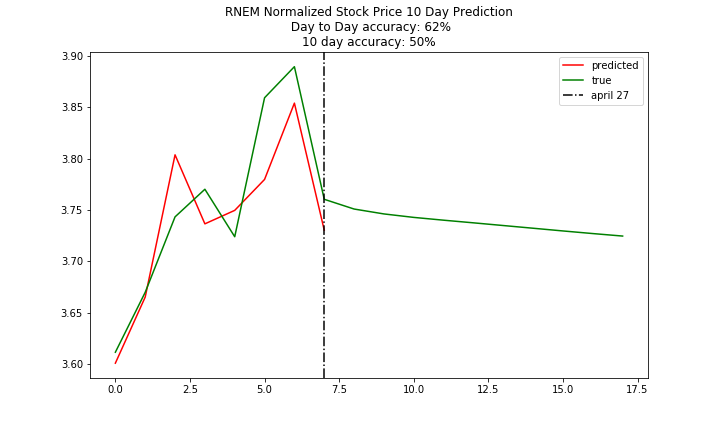 RNEM Normalized Stock Price 10 Day Prediction
Day to Day accuracy: 62%
10 day accuracy: 50%
3.90
3.85
3.80
3.75
3.70
3.65
3.60
predicted
true
april 27
0.0 2.5 5.0 7.5 10.0 12.5 15.0 17.5